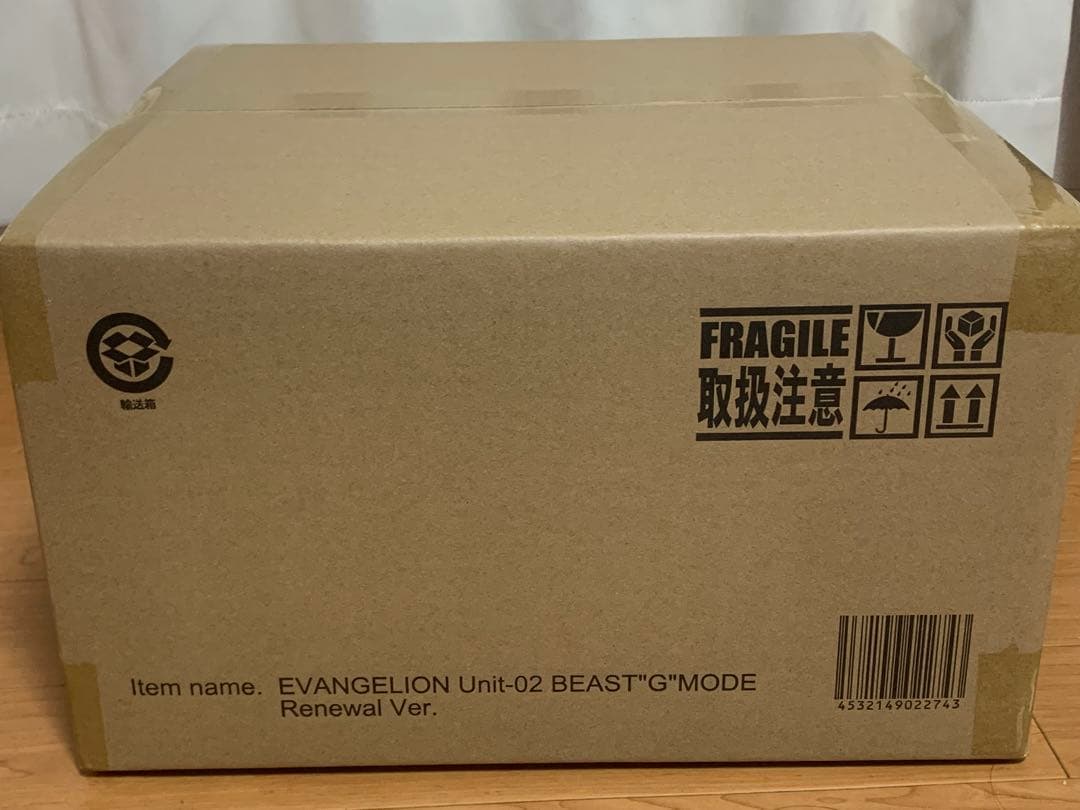 FRAGILE
取扱注意
輸送箱
Item name. EVANGELION Unit-02 BEAST"G"MODE
Renewal Ver.
4532149022743